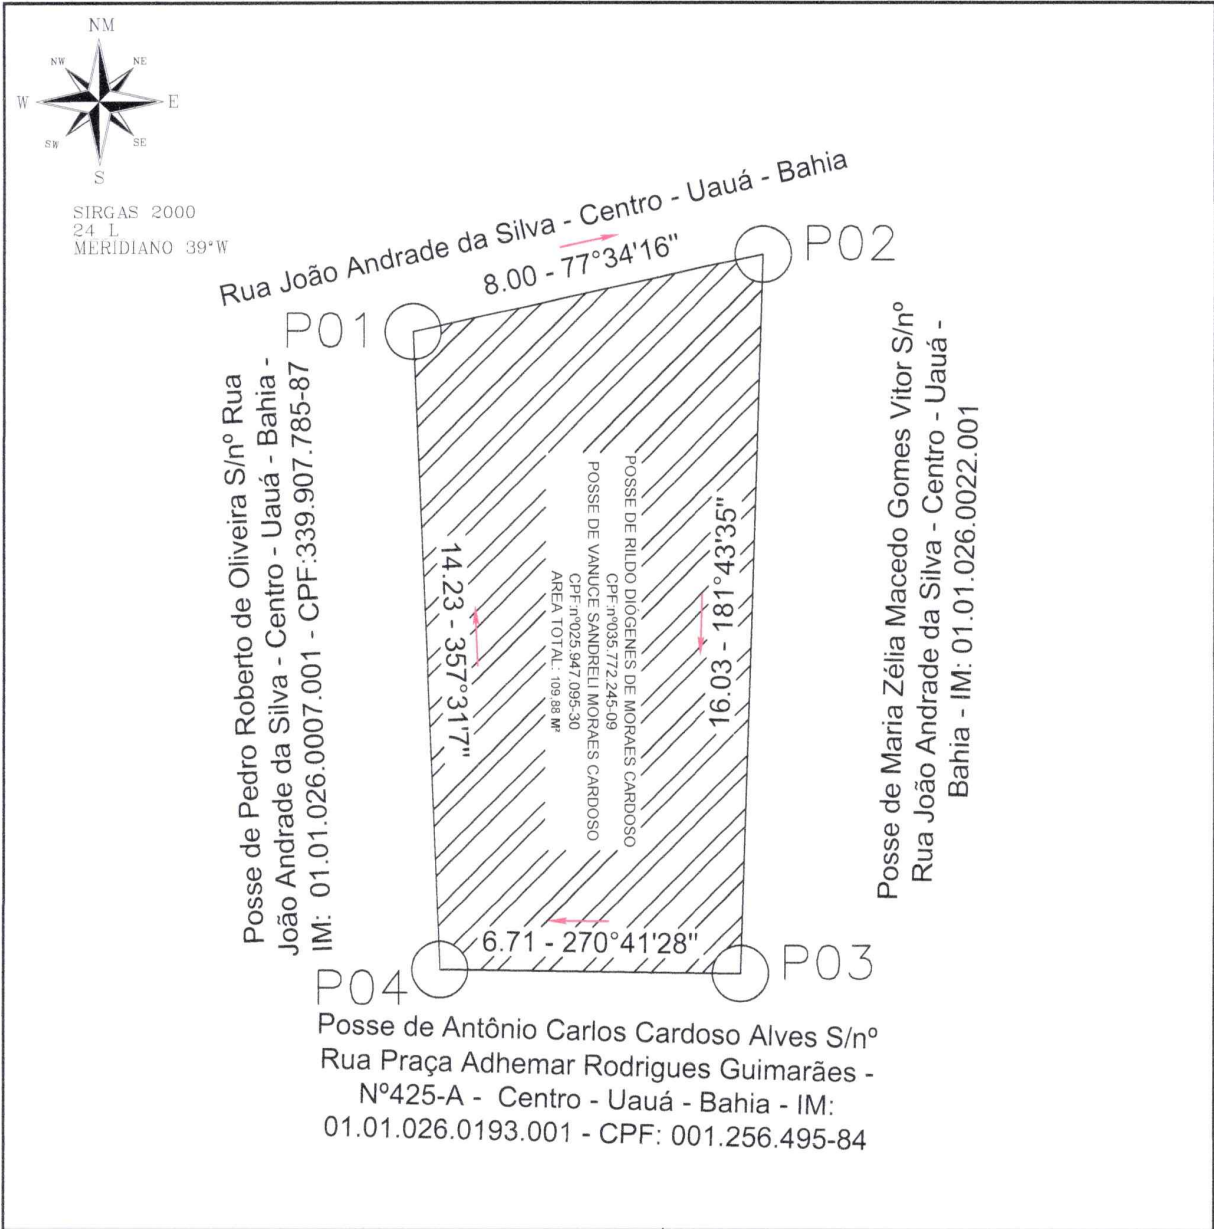 NM
NW
NE
W
E
SW
SE
S
SIRGAS 2000
24 L
MERIDIANO 39°W
Rua João Andrade da Silva - Centro - Uauá - Bahia
8.00 - 77°34'16"
P01
P02
Posse de Pedro Roberto de Oliveira S/nº Rua
João Andrade da Silva - Centro - Uauá - Bahia -
IM: 01.01.026.0007.001 - CPF:339.907.785-87
14.23 - 357°31'7"
POSSE DE RILDO DIÓGENES DE MORAES CARDOSO
CPF:nº035.772.245-09
POSSE DE VANUCE SANDRELI MORAES CARDOSO
CPF:nº025.947.095-30
AREA TOTAL: 109,88 M²
16.03 - 181°43'35"
Posse de Maria Zélia Macedo Gomes Vitor S/nº
Rua João Andrade da Silva - Centro - Uauá -
Bahia - IM: 01.01.026.0022.001
6.71 - 270°41'28"
P04
P03
Posse de Antônio Carlos Cardoso Alves S/nº
Rua Praça Adhemar Rodrigues Guimarães -
Nº425-A - Centro - Uauá - Bahia - IM:
01.01.026.0193.001 - CPF: 001.256.495-84